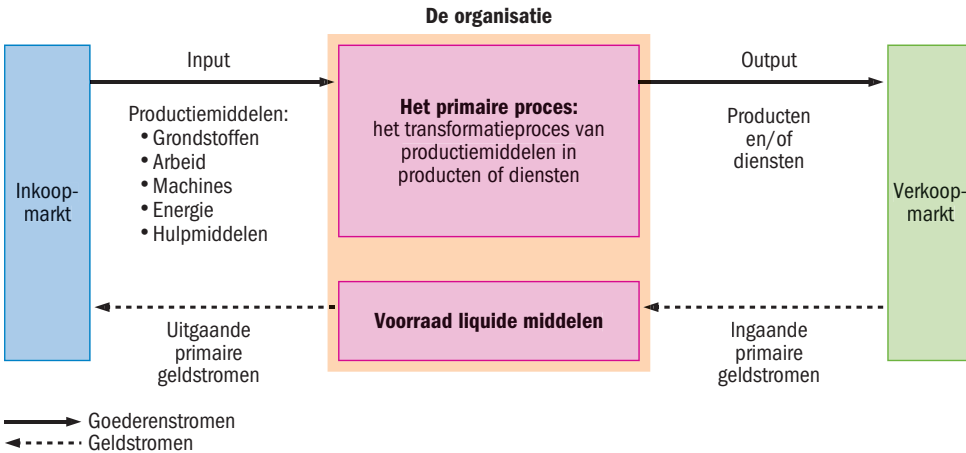 De organisatie
Inkoop-
markt
Input
Productiemiddelen:
• Grondstoffen
• Arbeid
• Machines
• Energie
• Hulpmiddelen
Het primaire proces:
het transformatieproces van
productiemiddelen in
producten of diensten
Output
Producten
en/of
diensten
Verkoop-
markt
Uitgaande
primaire
geldstromen
Voorraad liquide middelen
Ingaande
primaire
geldstromen
Goederenstromen
Geldstromen